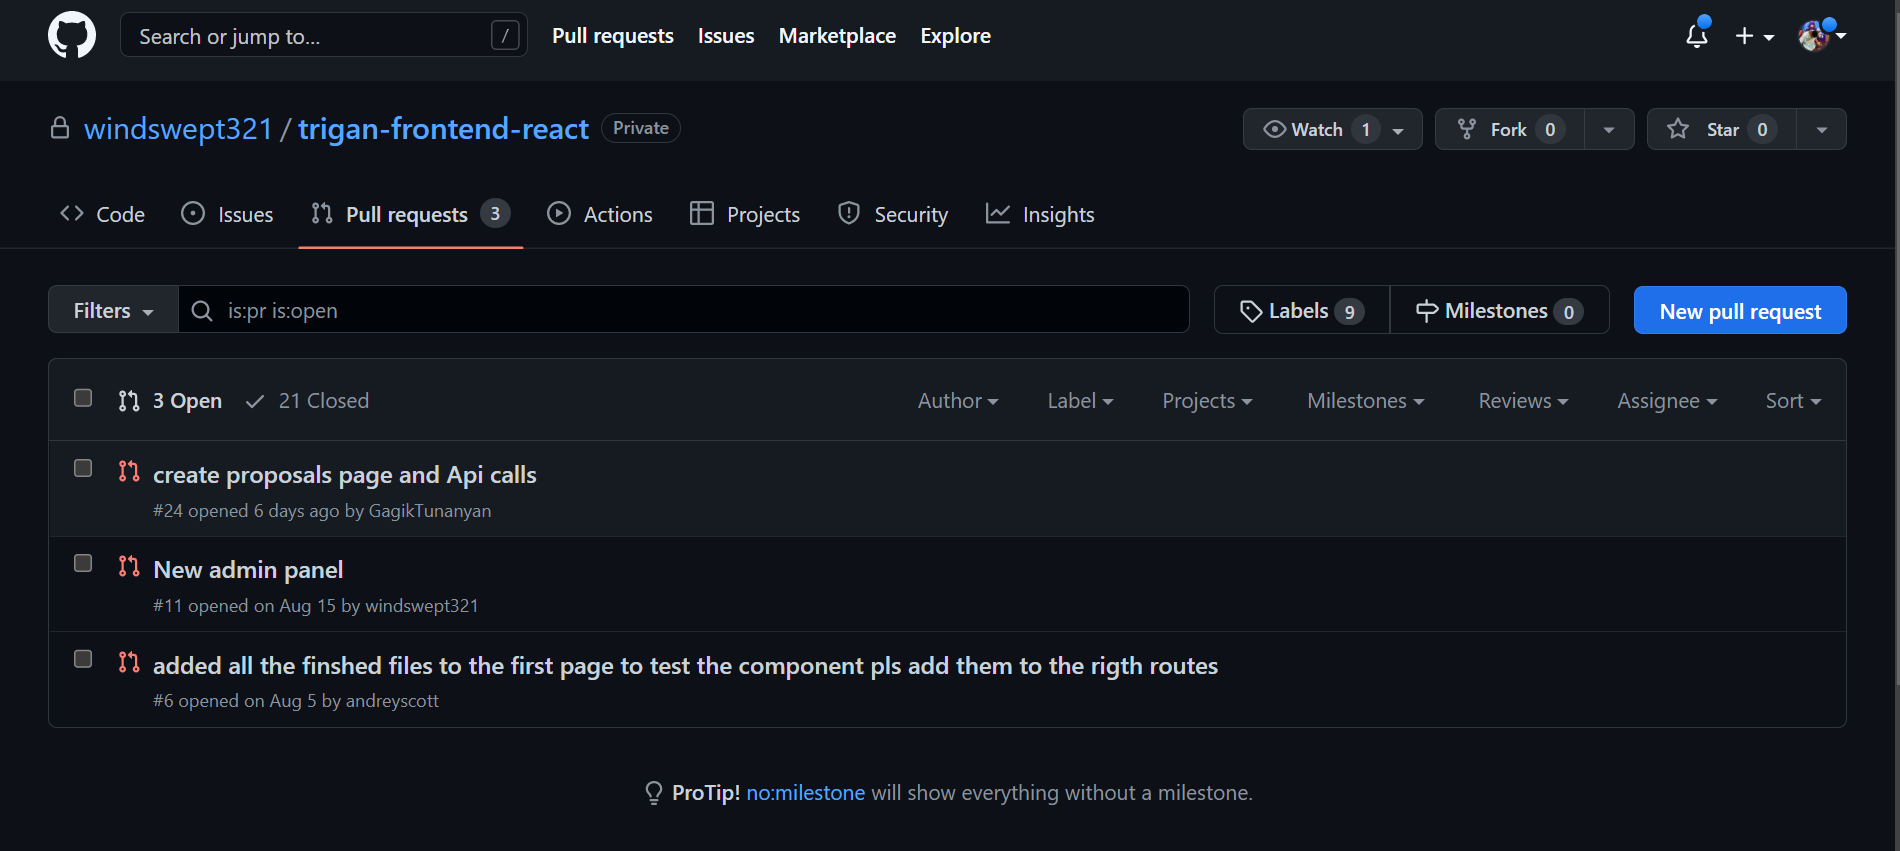 Search or jump to... / Pull requests Issues Marketplace Explore
windswept321 / trigan-frontend-react Private Watch 1 Fork 0 Star 0
Code Issues Pull requests 3 Actions Projects Security Insights
Filters is:pr is:open Labels 9 Milestones 0 New pull request
3 Open 21 Closed Author Label Projects Milestones Reviews Assignee Sort
create proposals page and Api calls
#24 opened 6 days ago by GagikTunanyan
New admin panel
#11 opened on Aug 15 by windswept321
added all the finshed files to the first page to test the component pls add them to the rigth routes
#6 opened on Aug 5 by andreyscott
ProTip! no:milestone will show everything without a milestone.